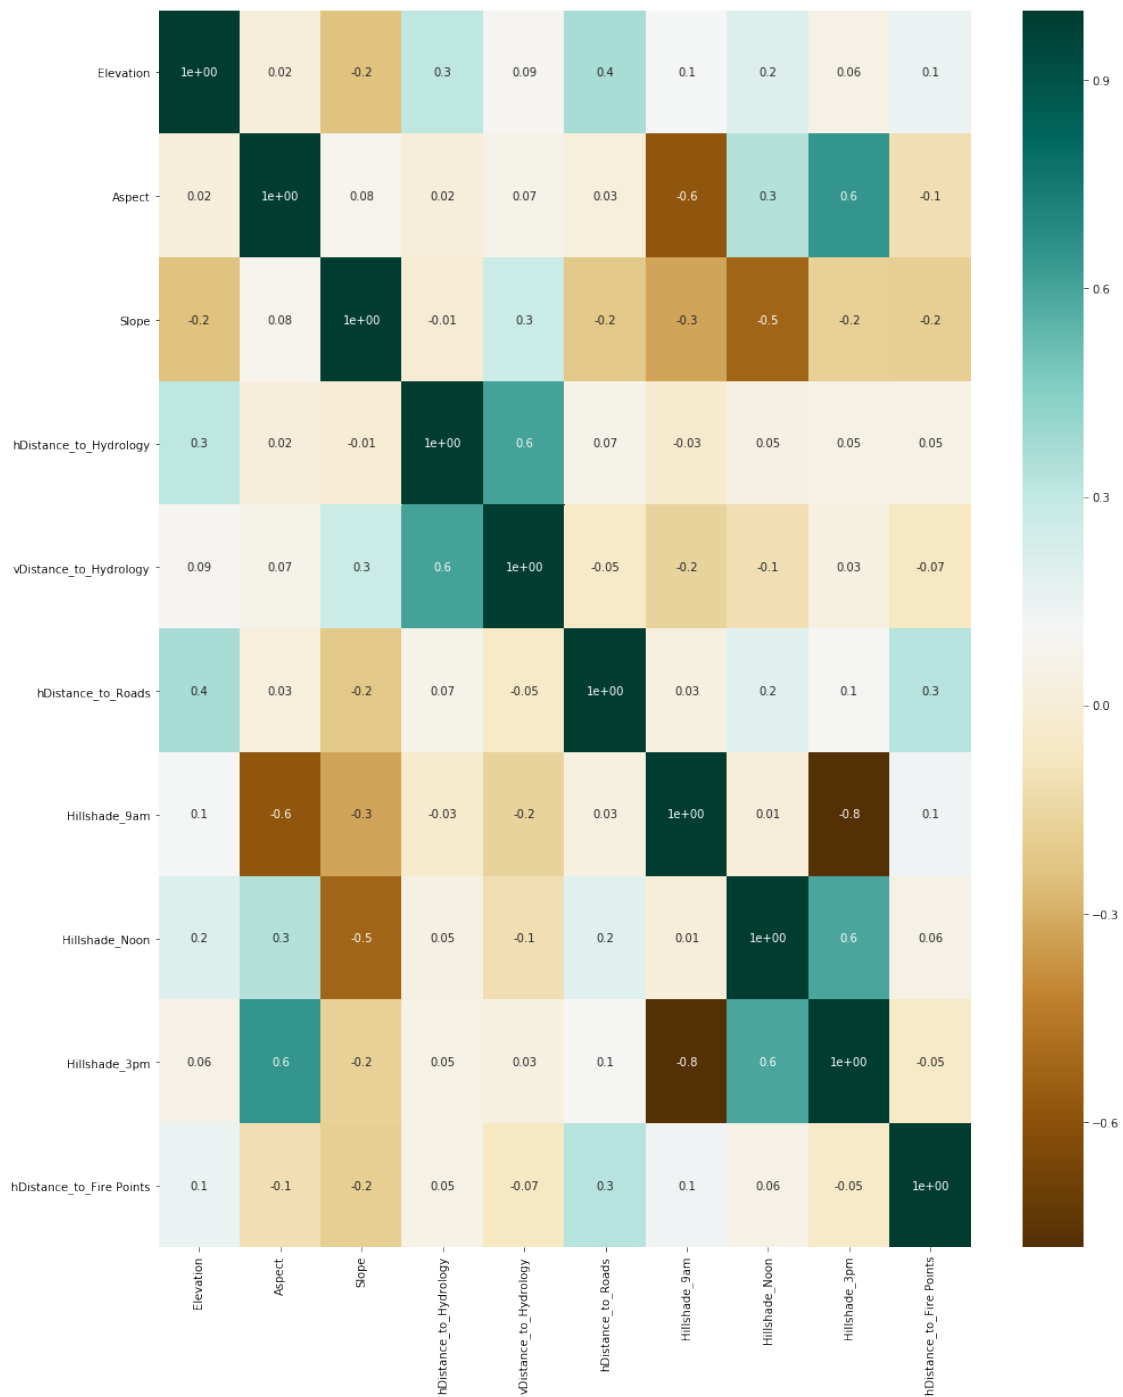 Elevation 1e+00 0.02 -0.2 0.3 0.09 0.4 0.1 0.2 0.06 0.1
Aspect 0.02 1e+00 0.08 0.02 0.07 0.03 -0.6 0.3 0.6 -0.1
Slope -0.2 0.08 1e+00 -0.01 0.3 -0.2 -0.3 -0.5 -0.2 -0.2
hDistance_to_Hydrology 0.3 0.02 -0.01 1e+00 0.6 0.07 -0.03 0.05 0.05 0.05
vDistance_to_Hydrology 0.09 0.07 0.3 0.6 1e+00 -0.05 -0.2 -0.1 0.03 -0.07
hDistance_to_Roads 0.4 0.03 -0.2 0.07 -0.05 1e+00 0.03 0.2 0.1 0.3
Hillshade_9am 0.1 -0.6 -0.3 -0.03 -0.2 0.03 1e+00 0.01 -0.8 0.1
Hillshade_Noon 0.2 0.3 -0.5 0.05 -0.1 0.2 0.01 1e+00 0.6 0.06
Hillshade_3pm 0.06 0.6 -0.2 0.05 0.03 0.1 -0.8 0.6 1e+00 -0.05
hDistance_to_Fire Points 0.1 -0.1 -0.2 0.05 -0.07 0.3 0.1 0.06 -0.05 1e+00
Elevation
Aspect
Slope
hDistance_to_Hydrology
vDistance_to_Hydrology
hDistance_to_Roads
Hillshade_9am
Hillshade_Noon
Hillshade_3pm
hDistance_to_Fire Points
0.9
0.6
0.3
0.0
−0.3
−0.6